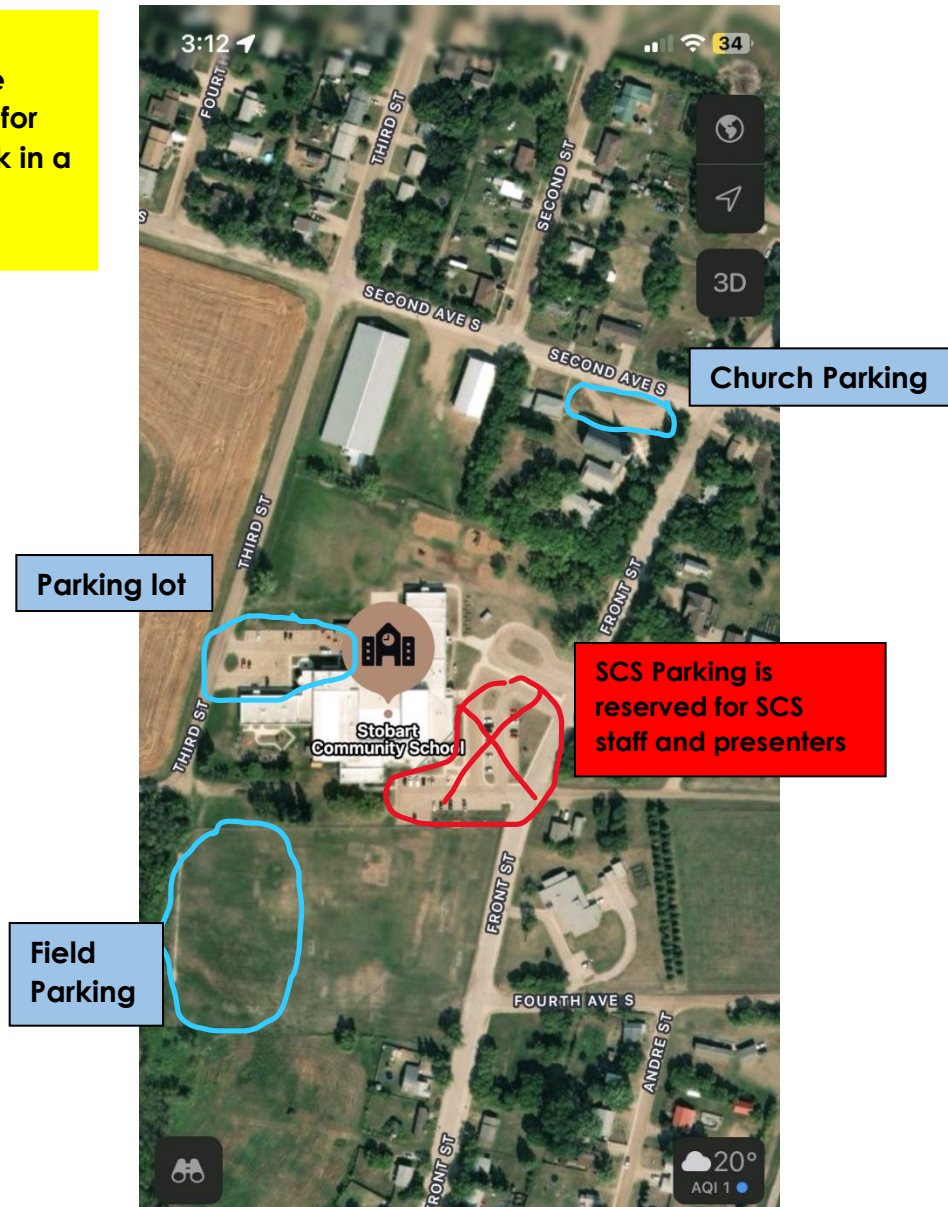 e
for
k in a
3:12
34
FOURT
THIRD ST
SECOND ST
S
3D
SECOND AVE S
SECOND AVE S
Church Parking
THIRD ST
FRONT ST
Parking lot
SCS Parking is
reserved for SCS
staff and presenters
Stobart
Community School
THIRD ST
FRONT ST
Field
Parking
FOURTH AVE S
ANDRE ST
FRONT ST
20°
AQI 1